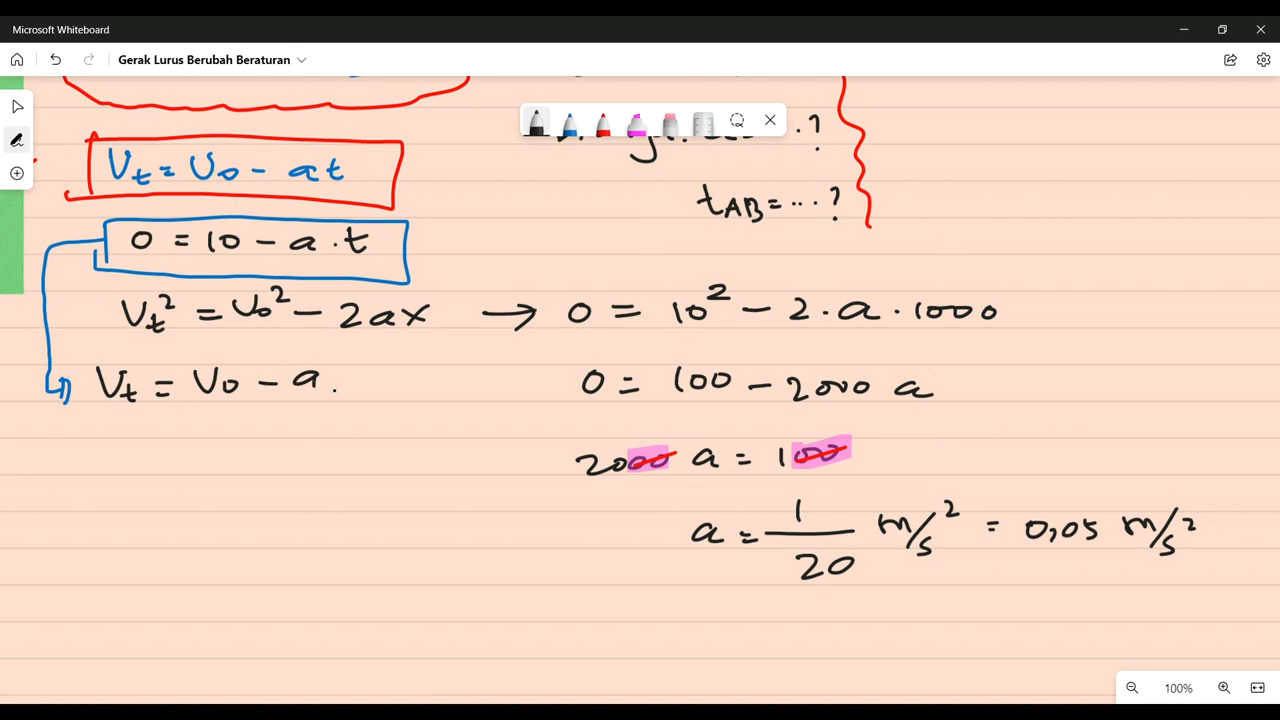 Microsoft Whiteboard
Gerak Lurus Berubah Beraturan
...?
Vt = Vo - at
tAB = ...?
0 = 10 - a . t
Vt² = Vo² - 2ax → 0 = 10² - 2 . a . 1000
Vt = Vo - a .
0 = 100 - 2000 a
2000 a = 100
a = 1/20 m/s² = 0,05 m/s²
100%